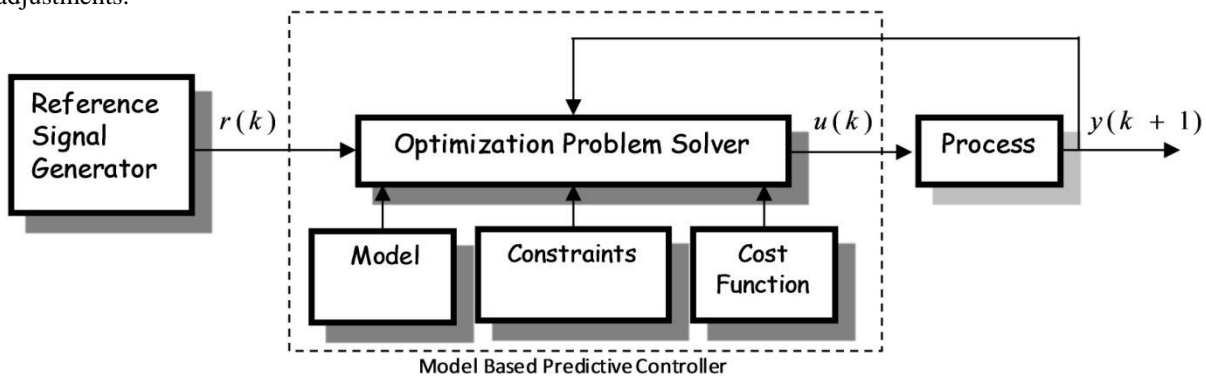 adjustments.
Reference
Signal
Generator
r(k)
Optimization Problem Solver
u(k)
Process
y(k + 1)
Model
Constraints
Cost
Function
Model Based Predictive Controller